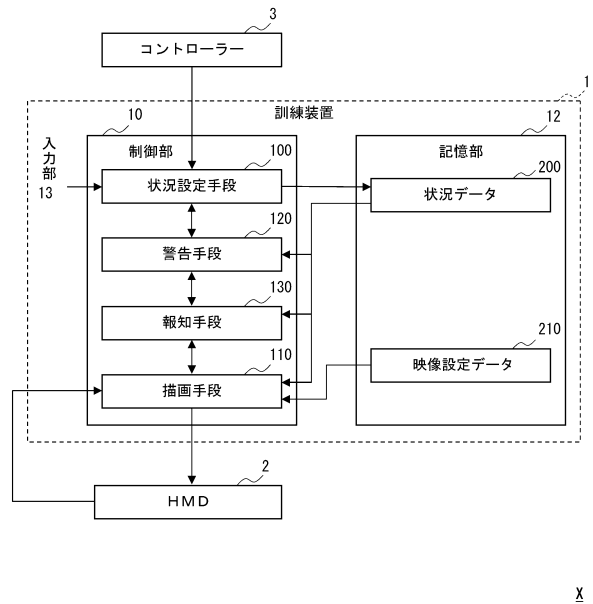 3
コントローラー
1
訓練装置
10
12
入力部
13
制御部
記憶部
100
状況設定手段
200
状況データ
120
警告手段
130
報知手段
110
描画手段
210
映像設定データ
2
HMD
X